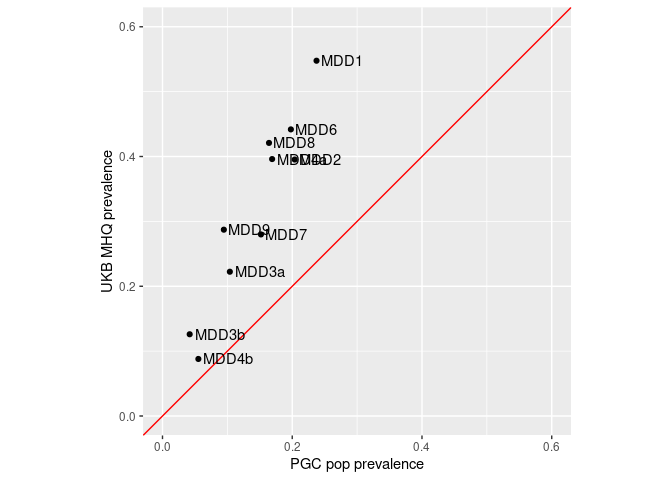 0.6
MDD1
MDD6
MDD8
MDD2
0.4
MDD9
MDD7
MDD3a
0.2
MDD3b
MDD4b
0.0
UKB MHQ prevalence
0.0 0.2 0.4 0.6
PGC pop prevalence